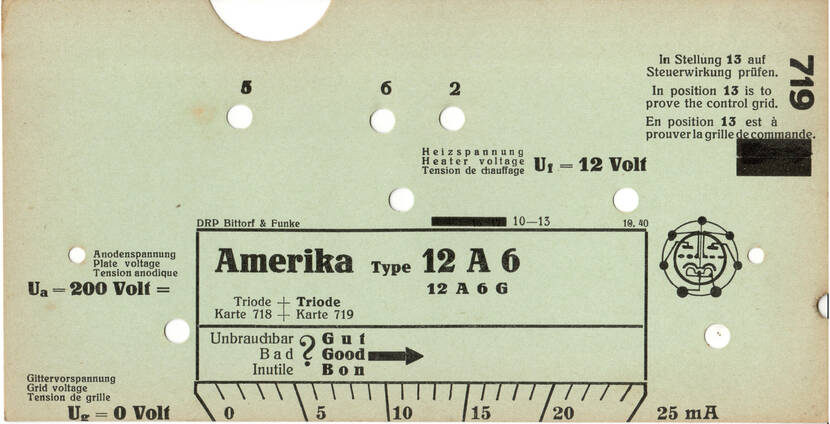 5 6 2
In Stellung 13 auf
Steuerwirkung prüfen.
In position 13 is to
prove the control grid.
En position 13 est à
prouver la grille de commande.
719
Heizspannung
Heater voltage
Tension de chauffage
Uf = 12 Volt
DRP Bittorf & Funke
10—13
19. 40
Anodenspannung
Plate voltage
Tension anodique
Ua = 200 Volt =
Amerika Type 12 A 6
12 A 6 G
Triode + Triode
Karte 718 + Karte 719
Unbrauchbar ? Gut
Bad Good
Inutile Bon
Gittervorspannung
Grid voltage
Tension de grille
Ug = 0 Volt
0 5 10 15 20 25 mA